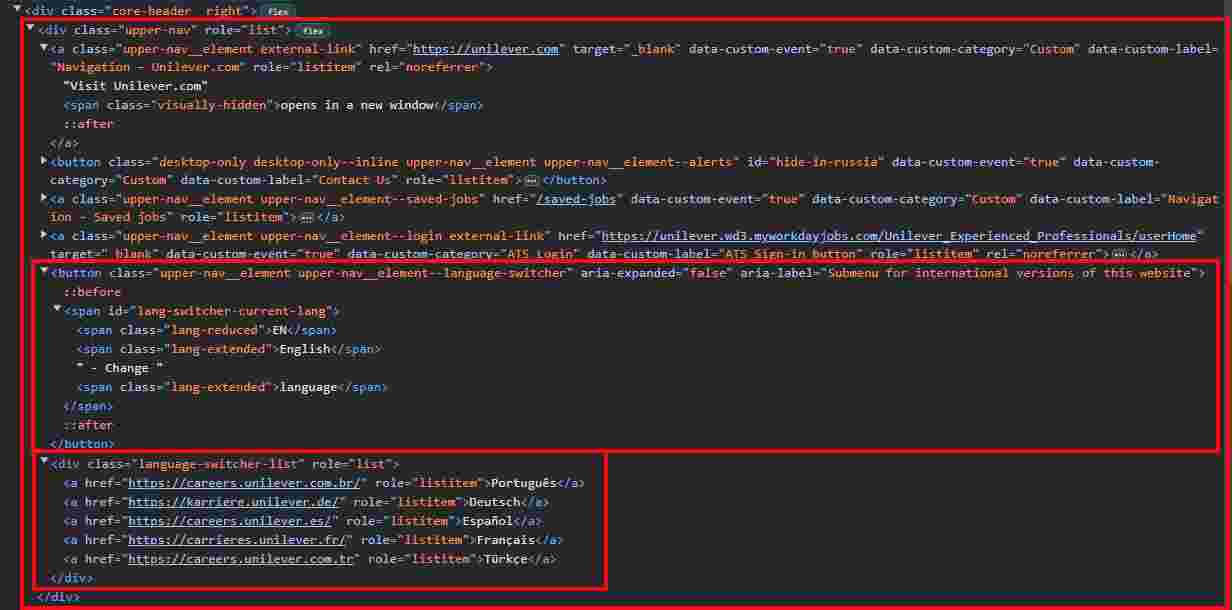 <div class="core-header__right"> flex
<div class="upper-nav" role="list"> flex
<a class="upper-nav__element external-link" href="https://unilever.com" target="_blank" data-custom-event="true" data-custom-category="Custom" data-custom-label=
"Navigation - Unilever.com" role="listitem" rel="noreferrer">
"Visit Unilever.com"
<span class="visually-hidden">opens in a new window</span>
::after
</a>
<button class="desktop-only desktop-only--inline upper-nav__element upper-nav__element--alerts" id="hide-in-russia" data-custom-event="true" data-custom-
category="Custom" data-custom-label="Contact Us" role="listitem">…</button>
<a class="upper-nav__element upper-nav__element--saved-jobs" href="/saved-jobs" data-custom-event="true" data-custom-category="Custom" data-custom-label="Navigat
ion - Saved jobs" role="listitem">…</a>
<a class="upper-nav__element upper-nav__element--login external-link" href="https://unilever.wd3.myworkdayjobs.com/Unilever_Experienced_Professionals/userHome"
target="_blank" data-custom-event="true" data-custom-category="ATS Login" data-custom-label="ATS Sign-in button" role="listitem" rel="noreferrer">…</a>
<button class="upper-nav__element upper-nav__element--language-switcher" aria-expanded="false" aria-label="Submenu for international versions of this website">
::before
<span id="lang-switcher-current-lang">
<span class="lang-reduced">EN</span>
<span class="lang-extended">English</span>
" - Change "
<span class="lang-extended">language</span>
</span>
::after
</button>
<div class="language-switcher-list" role="list">
<a href="https://careers.unilever.com.br/" role="listitem">Português</a>
<a href="https://karriere.unilever.de/" role="listitem">Deutsch</a>
<a href="https://careers.unilever.es/" role="listitem">Español</a>
<a href="https://carrieres.unilever.fr/" role="listitem">Français</a>
<a href="https://careers.unilever.com.tr" role="listitem">Türkçe</a>
</div>
</div>